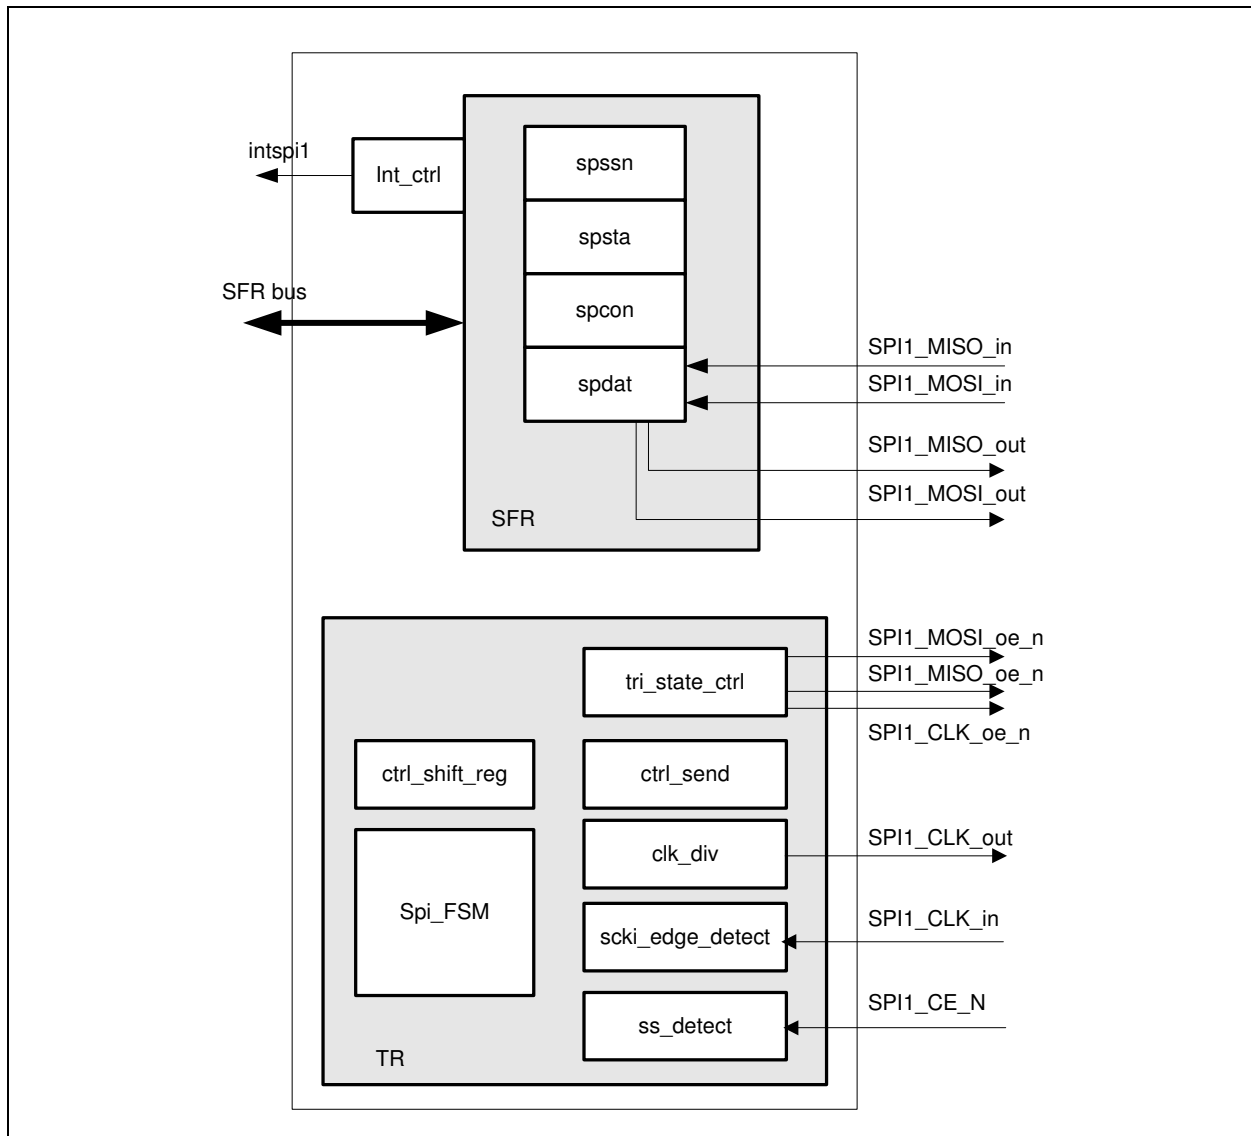 intspi1
Int_ctrl
spssn
spsta
SFR bus
spcon
spdat
SPI1_MISO_in
SPI1_MOSI_in
SPI1_MISO_out
SPI1_MOSI_out
SFR
SPI1_MOSI_oe_n
tri_state_ctrl
SPI1_MISO_oe_n
SPI1_CLK_oe_n
ctrl_shift_reg
ctrl_send
clk_div
SPI1_CLK_out
Spi_FSM
scki_edge_detect
SPI1_CLK_in
ss_detect
SPI1_CE_N
TR